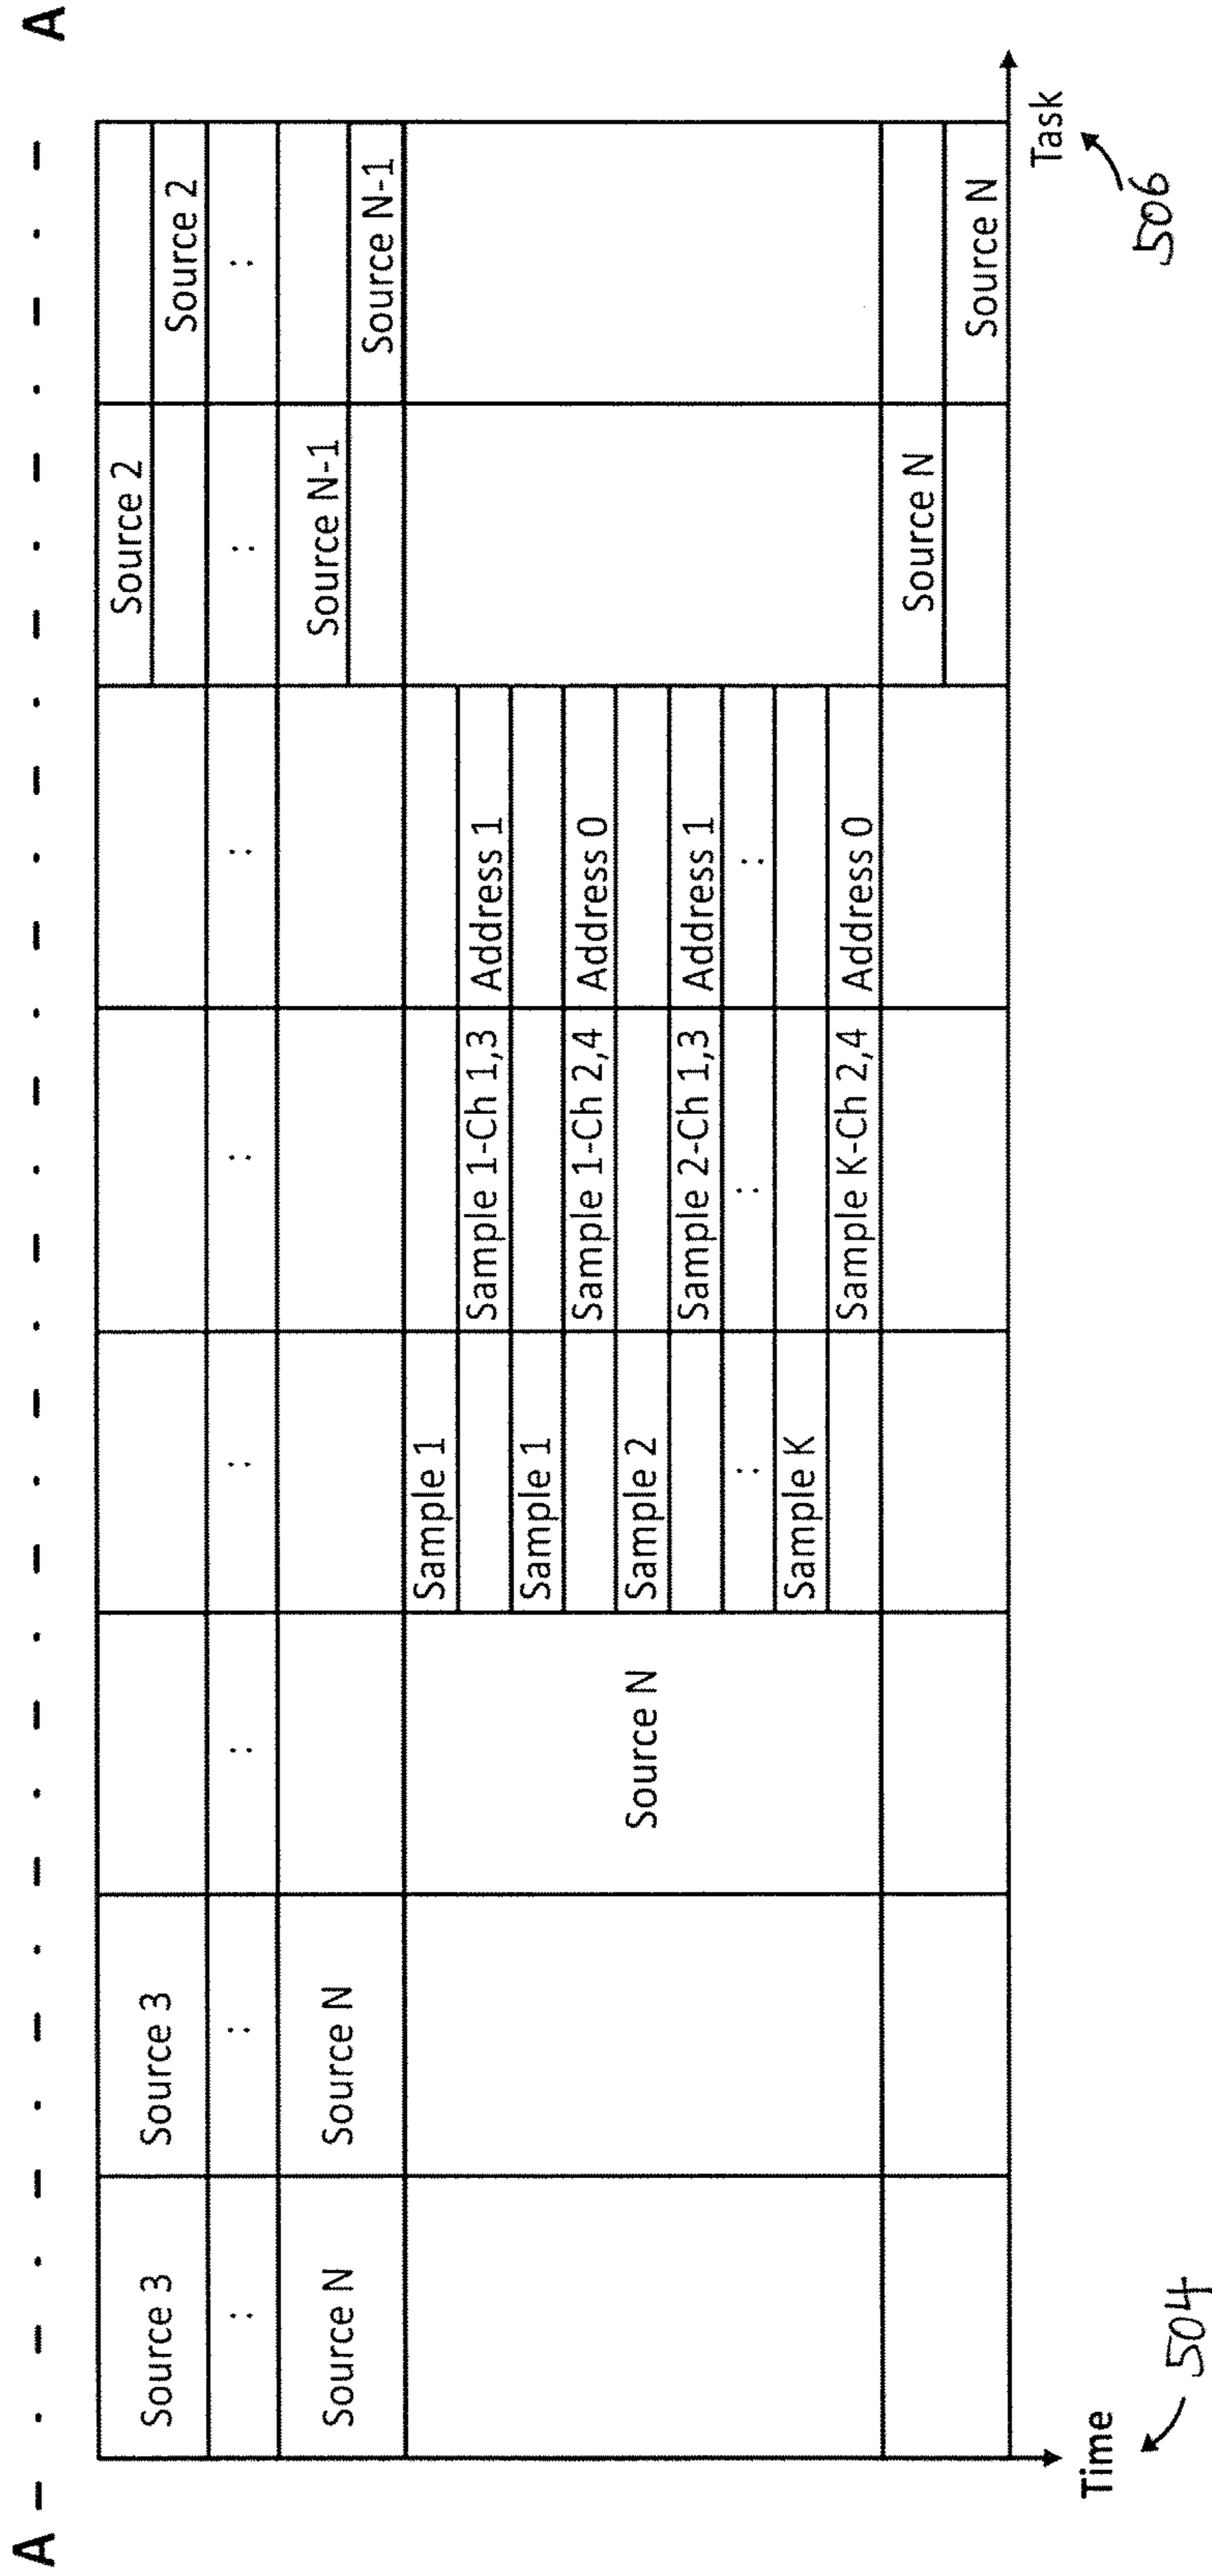 A A
Source 2
Source 3 Source 3
Source 2
: : : : : : : :
Source N-1
Source N Source N
Source N-1
Sample 1
Sample 1-Ch 1,3 Address 1
Sample 1
Sample 1-Ch 2,4 Address 0
Source N Sample 2
Sample 2-Ch 1,3 Address 1
: : :
Sample K
Sample K-Ch 2,4 Address 0
Source N
Source N
Task
Time
506
504